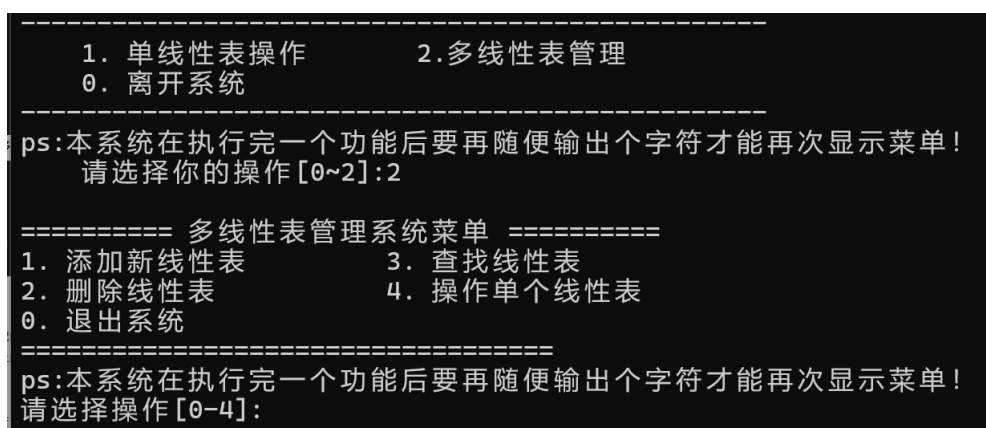 -------------------------------------------------
1. 单线性表操作 2.多线性表管理
0. 离开系统
-------------------------------------------------
ps:本系统在执行完一个功能后要再随便输出个字符才能再次显示菜单!
请选择你的操作[0~2]:2
========== 多线性表管理系统菜单 ==========
1. 添加新线性表 3. 查找线性表
2. 删除线性表 4. 操作单个线性表
0. 退出系统
===================================
ps:本系统在执行完一个功能后要再随便输出个字符才能再次显示菜单!
请选择操作[0-4]: